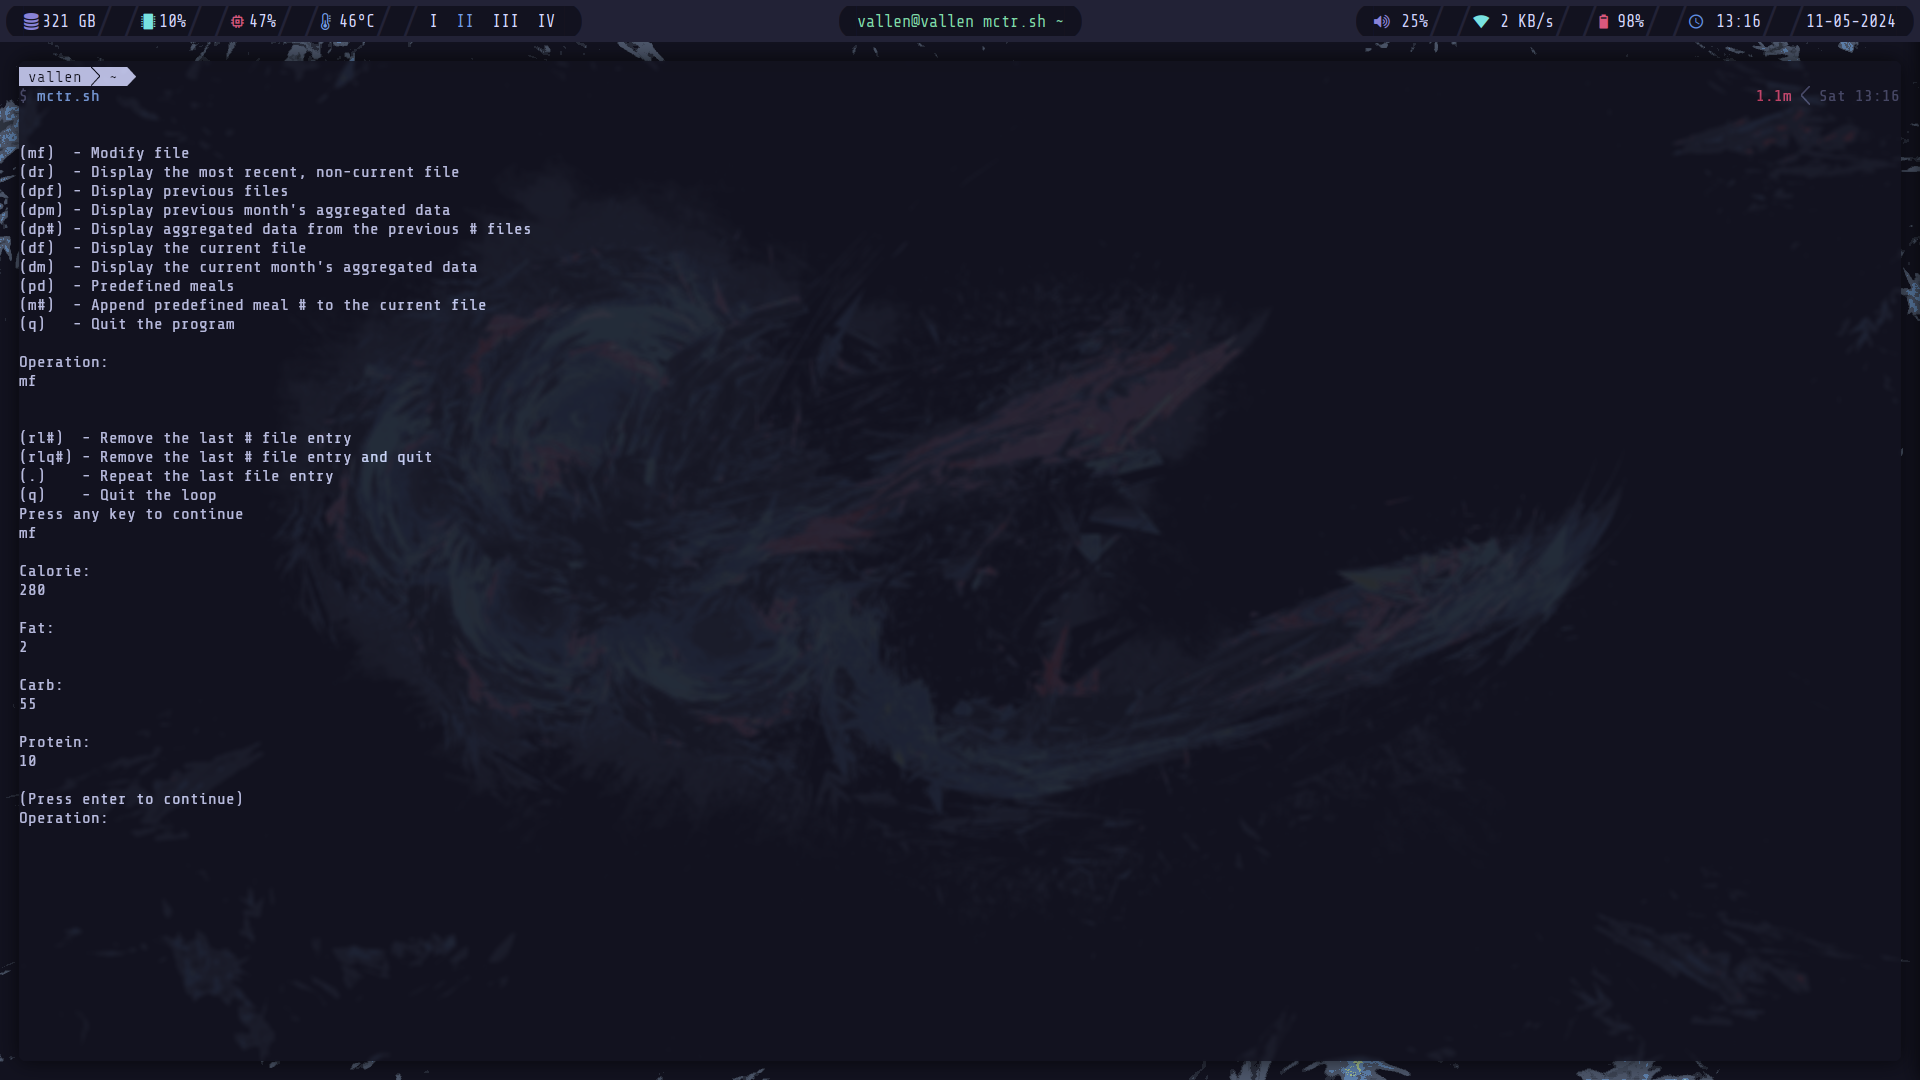 321 GB 10% 47% 46°C I II III IV vallen@vallen mctr.sh ~ 25% 2 KB/s 98% 13:16 11-05-2024
vallen ~
$ mctr.sh 1.1m Sat 13:16
(mf)  - Modify file
(dr)  - Display the most recent, non-current file
(dpf) - Display previous files
(dpm) - Display previous month's aggregated data
(dp#) - Display aggregated data from the previous # files
(df)  - Display the current file
(dm)  - Display the current month's aggregated data
(pd)  - Predefined meals
(m#)  - Append predefined meal # to the current file
(q)   - Quit the program
Operation:
mf
(rl#)  - Remove the last # file entry
(rlq#) - Remove the last # file entry and quit
(.)    - Repeat the last file entry
(q)    - Quit the loop
Press any key to continue
mf
Calorie:
280
Fat:
2
Carb:
55
Protein:
10
(Press enter to continue)
Operation: